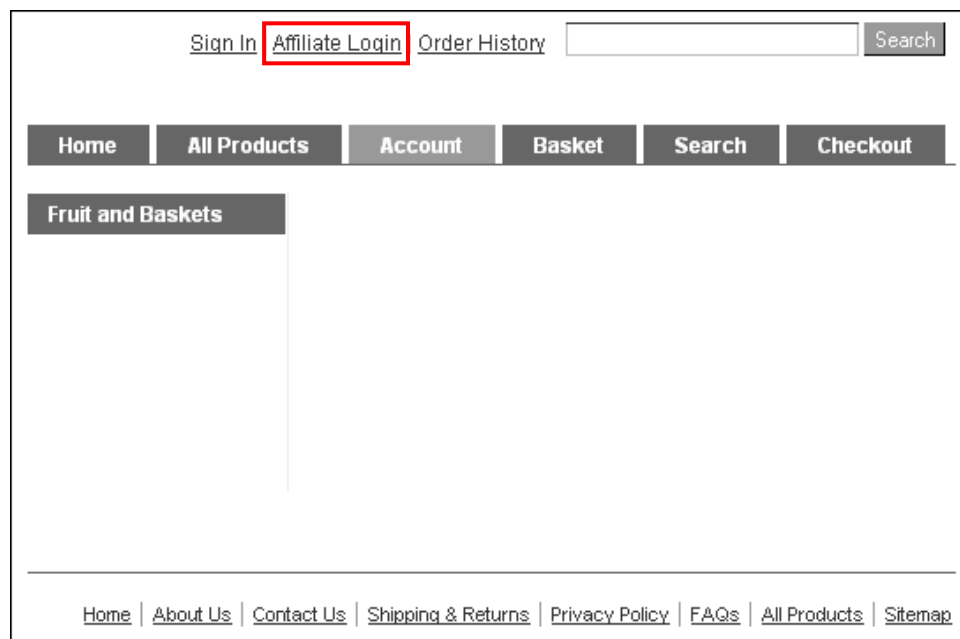 Sign In Affiliate Login Order History Search
Home All Products Account Basket Search Checkout
Fruit and Baskets
Home | About Us | Contact Us | Shipping & Returns | Privacy Policy | FAQs | All Products | Sitemap